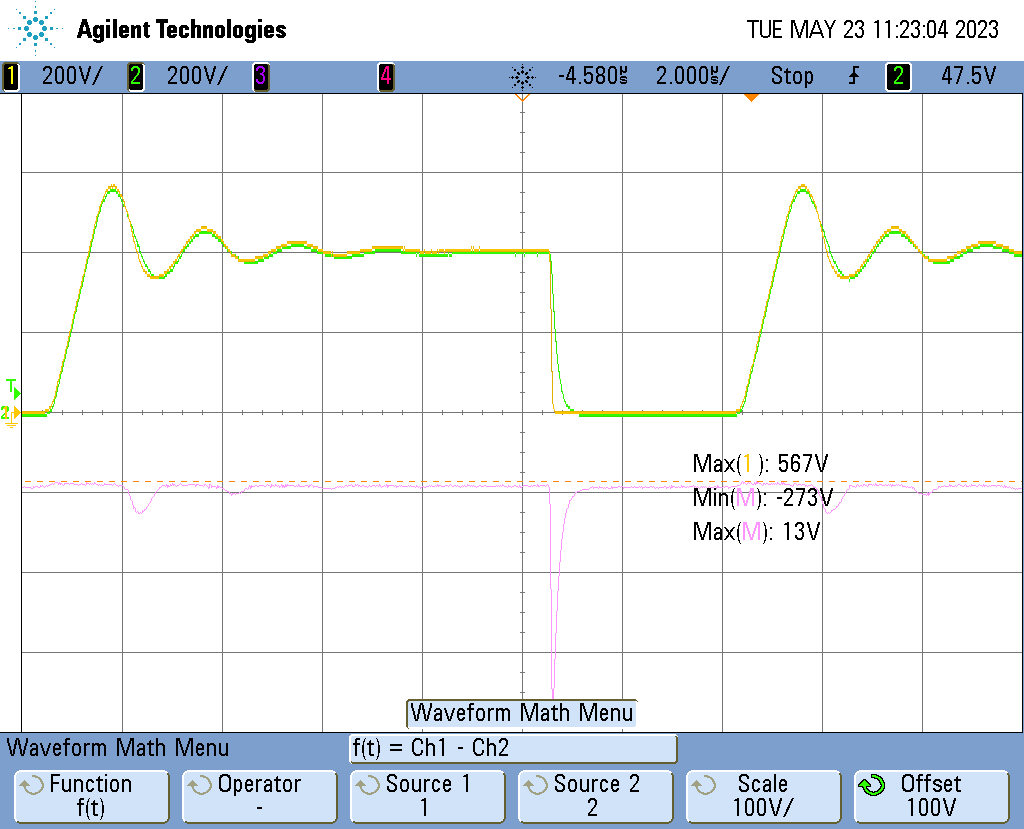 Agilent Technologies TUE MAY 23 11:23:04 2023
1 200V/ 2 200V/ 3 4 -4.580µs 2.000µs/ Stop 2 47.5V
T
2
Max(1): 567V
Min(M): -273V
Max(M): 13V
Waveform Math Menu
Waveform Math Menu f(t) = Ch1 - Ch2
Function Operator Source 1 Source 2 Scale Offset
f(t) - 1 2 100V/ 100V